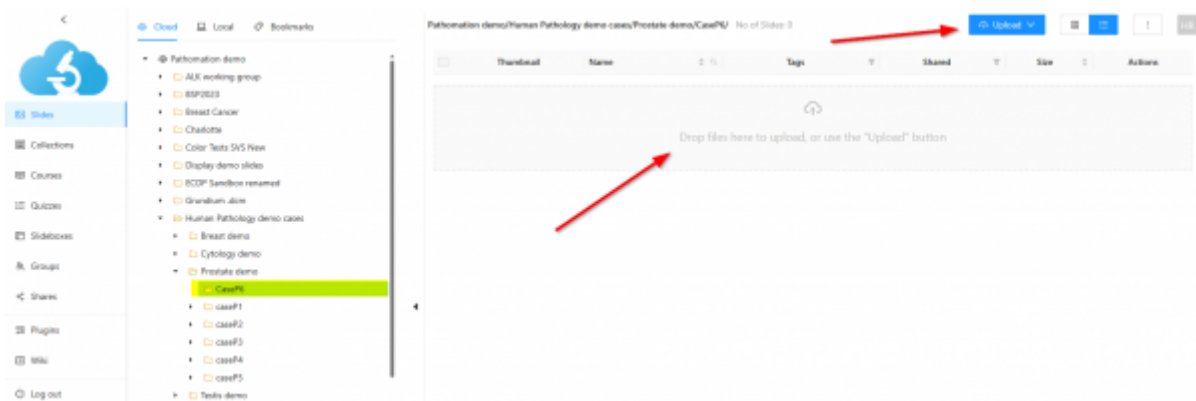 Cloud Local Bookmarks
Pathomation demo/Human Pathology demo cases/Prostate demo/CaseP6/ No of Slides: 0
Upload
Pathomation demo
ALK working group
BSP2023
Breast Cancer
Charlotte
Color Tests SVS New
Display demo slides
ECDP Sandbox renamed
Grundium .slim
Human Pathology demo cases
Breast demo
Cytology demo
Prostate demo
CaseP6
caseP1
caseP2
caseP3
caseP4
caseP5
Testis demo
Slides
Collections
Courses
Quizzes
Slideboxes
Groups
Shares
Plugins
Wiki
Log out
Thumbnail Name Tags Shared Size Actions
Drop files here to upload, or use the "Upload" button